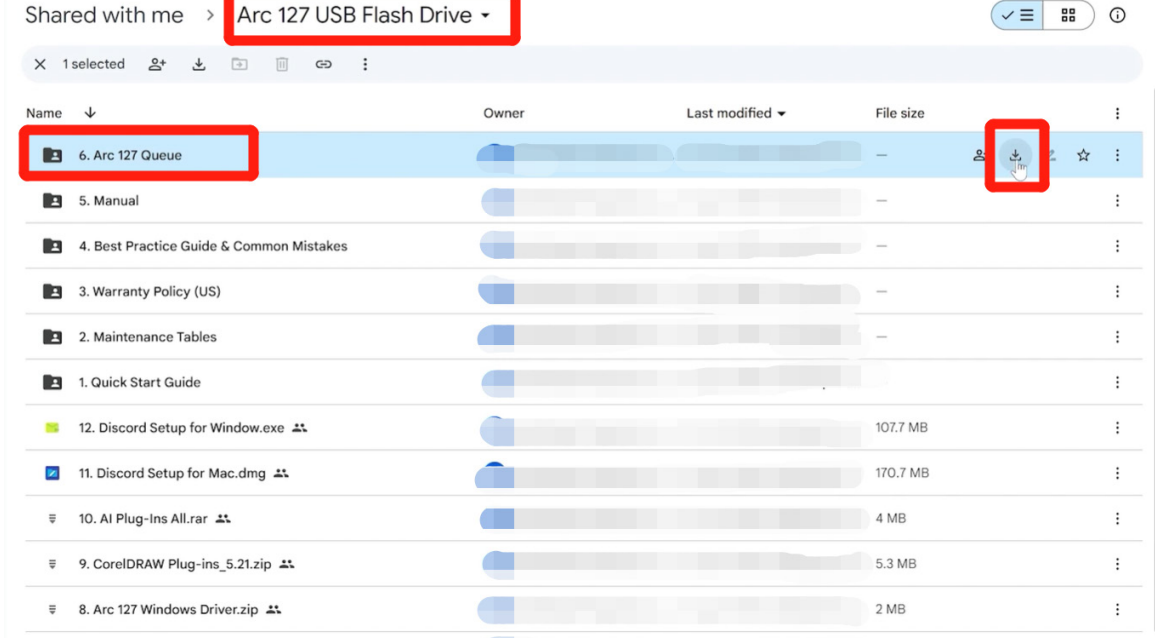 Shared with me > Arc 127 USB Flash Drive
1 selected
Name Owner Last modified File size
6. Arc 127 Queue —
5. Manual —
4. Best Practice Guide & Common Mistakes —
3. Warranty Policy (US) —
2. Maintenance Tables —
1. Quick Start Guide
12. Discord Setup for Window.exe 107.7 MB
11. Discord Setup for Mac.dmg 170.7 MB
10. AI Plug-Ins All.rar 4 MB
9. CorelDRAW Plug-ins_5.21.zip 5.3 MB
8. Arc 127 Windows Driver.zip 2 MB